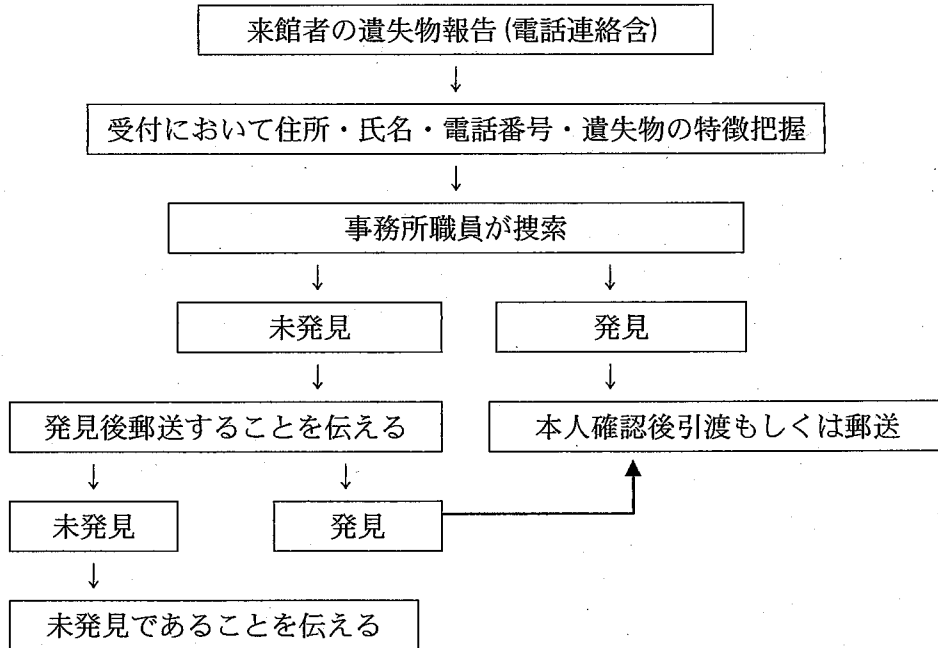 来館者の遺失物報告(電話連絡含)
↓
受付において住所・氏名・電話番号・遺失物の特徴把握
↓
事務所職員が捜索
↓ ↓
未発見 発見
↓ ↓
発見後郵送することを伝える 本人確認後引渡もしくは郵送
↓ ↓
未発見 発見
↓
未発見であることを伝える